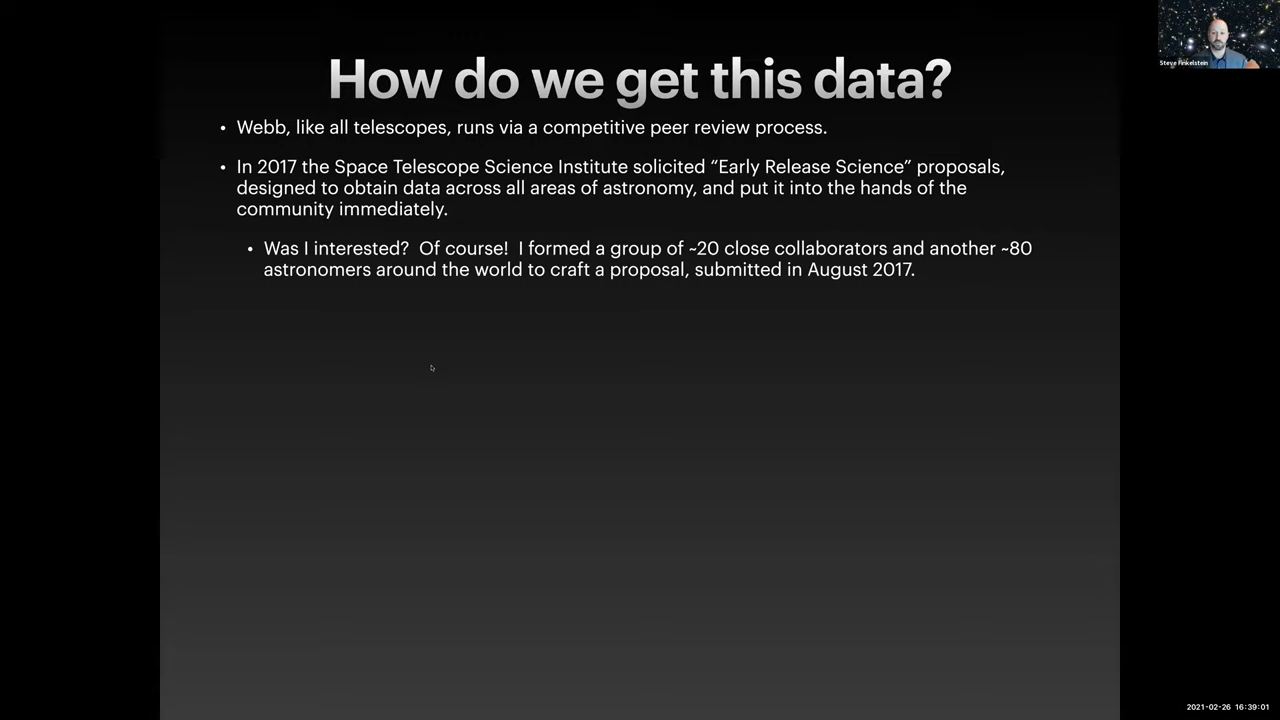 Steve Finkelstein
How do we get this data?
• Webb, like all telescopes, runs via a competitive peer review process.
• In 2017 the Space Telescope Science Institute solicited “Early Release Science” proposals,
designed to obtain data across all areas of astronomy, and put it into the hands of the
community immediately.
• Was I interested?  Of course!  I formed a group of ~20 close collaborators and another ~80
astronomers around the world to craft a proposal, submitted in August 2017.
2021-02-26 16:39:01